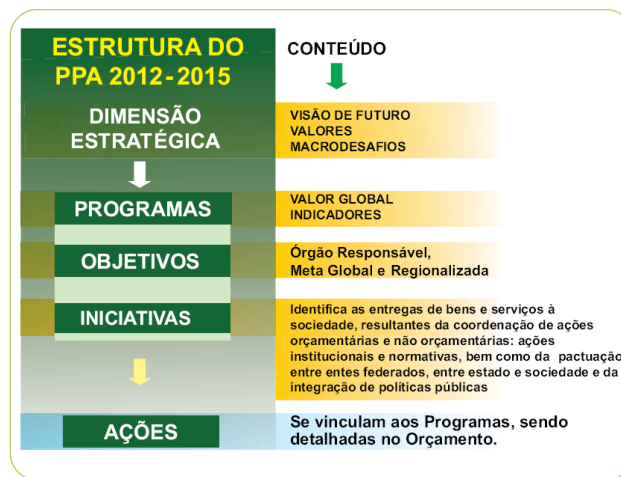 ESTRUTURA DO
PPA 2012-2015
CONTEÚDO
DIMENSÃO
ESTRATÉGICA
VISÃO DE FUTURO
VALORES
MACRODESAFIOS
PROGRAMAS
VALOR GLOBAL
INDICADORES
OBJETIVOS
Órgão Responsável,
Meta Global e Regionalizada
INICIATIVAS
Identifica as entregas de bens e serviços à
sociedade, resultantes da coordenação de ações
orçamentárias e não orçamentárias: ações
institucionais e normativas, bem como da pactuação
entre entes federados, entre estado e sociedade e da
integração de políticas públicas
AÇÕES
Se vinculam aos Programas, sendo
detalhadas no Orçamento.